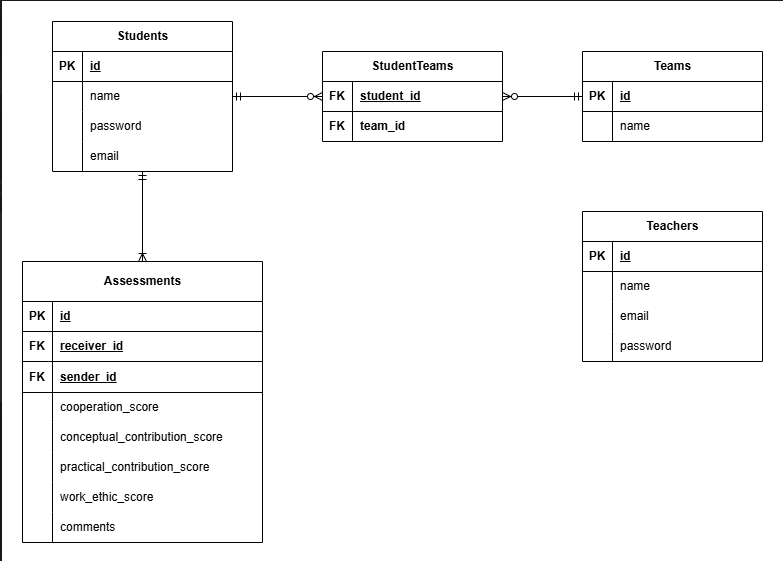 Students
PK id
name
password
email
StudentTeams
FK student_id
FK team_id
Teams
PK id
name
Teachers
PK id
name
email
password
Assessments
PK id
FK receiver_id
FK sender_id
cooperation_score
conceptual_contribution_score
practical_contribution_score
work_ethic_score
comments